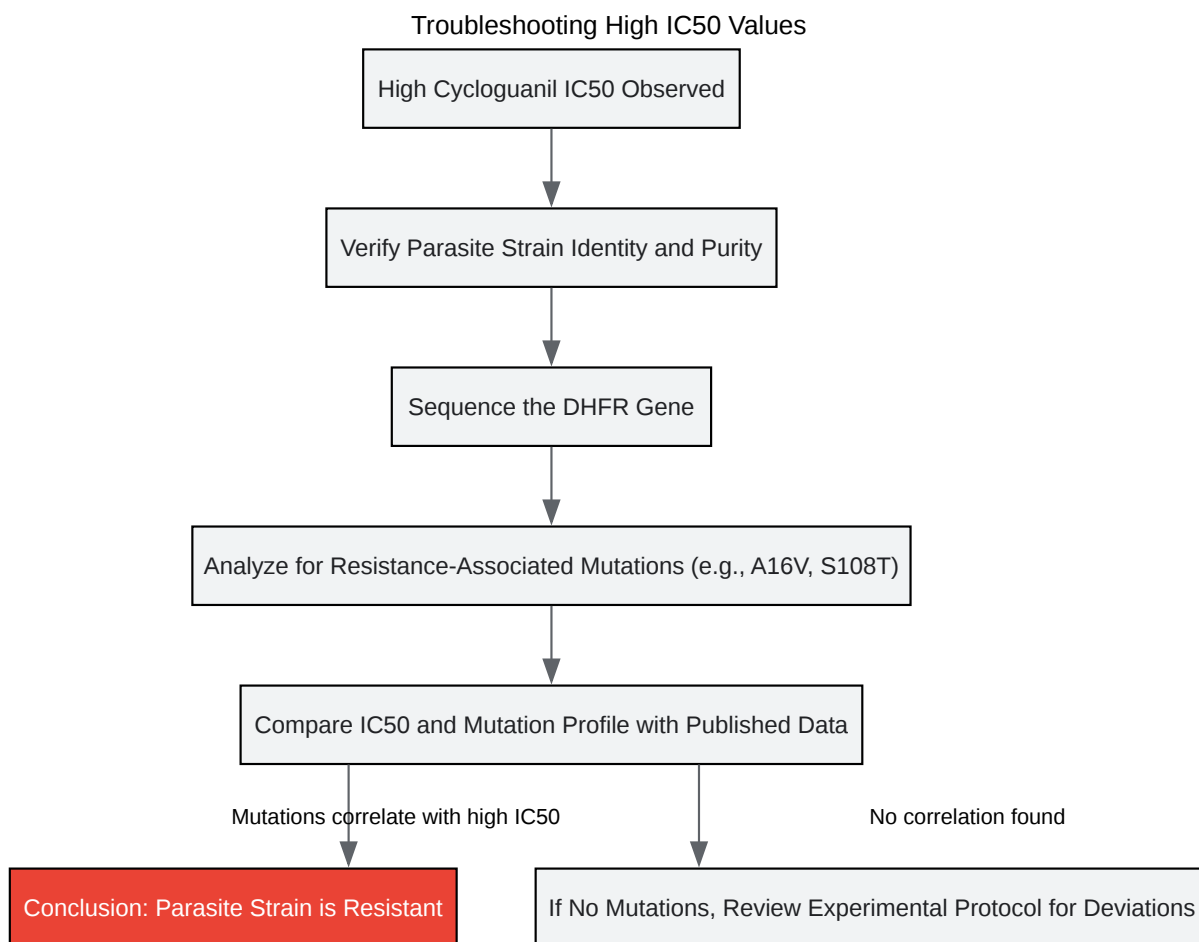 Troubleshooting High IC50 Values
High Cycloguanil IC50 Observed
Verify Parasite Strain Identity and Purity
Sequence the DHFR Gene
Analyze for Resistance-Associated Mutations (e.g., A16V, S108T)
Compare IC50 and Mutation Profile with Published Data
Mutations correlate with high IC50
No correlation found
Conclusion: Parasite Strain is Resistant
If No Mutations, Review Experimental Protocol for Deviations